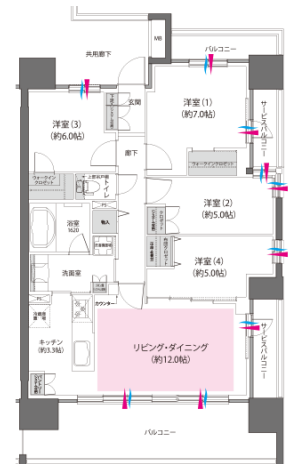 共用廊下
MB
バルコニー
玄関
洋室(1)
(約7.0帖)
洋室(3)
(約6.0帖)
サービスバルコニー
廊下
ウォークインクロゼット
ウォークイン
クロゼット
トイレ
洋室(2)
(約5.0帖)
浴室
1620
物入
洋室(4)
(約5.0帖)
洗面室
カウンター
キッチン
(約3.3帖)
リビング・ダイニング
(約12.0帖)
サービスバルコニー
バルコニー